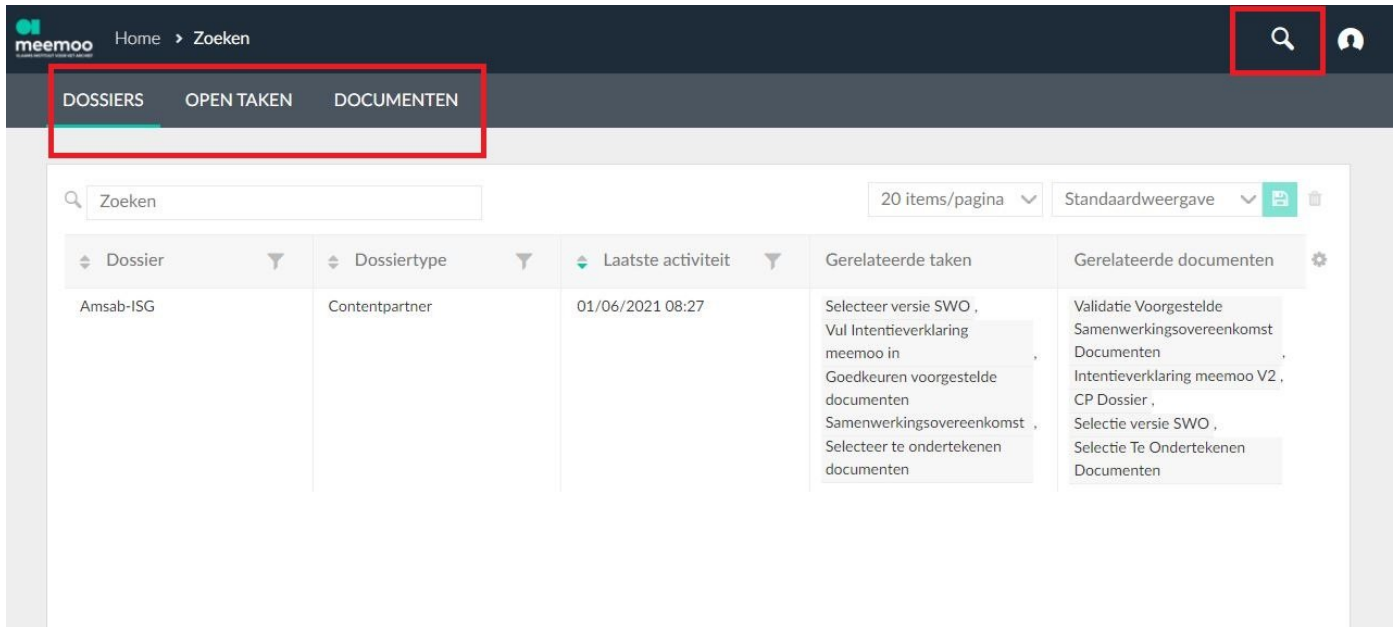 meemoo
Home > Zoeken
DOSSIERS OPEN TAKEN DOCUMENTEN
Zoeken
20 items/pagina
Standaardweergave
Dossier
Dossiertype
Laatste activiteit
Gerelateerde taken
Gerelateerde documenten
Amsab-ISG
Contentpartner
01/06/2021 08:27
Selecteer versie SWO ,
Vul Intentieverklaring
meemoo in ,
Goedkeuren voorgestelde
documenten
Samenwerkingsovereenkomst ,
Selecteer te ondertekenen
documenten
Validatie Voorgestelde
Samenwerkingsovereenkomst
Documenten ,
Intentieverklaring meemoo V2 ,
CP Dossier ,
Selectie versie SWO ,
Selectie Te Ondertekenen
Documenten